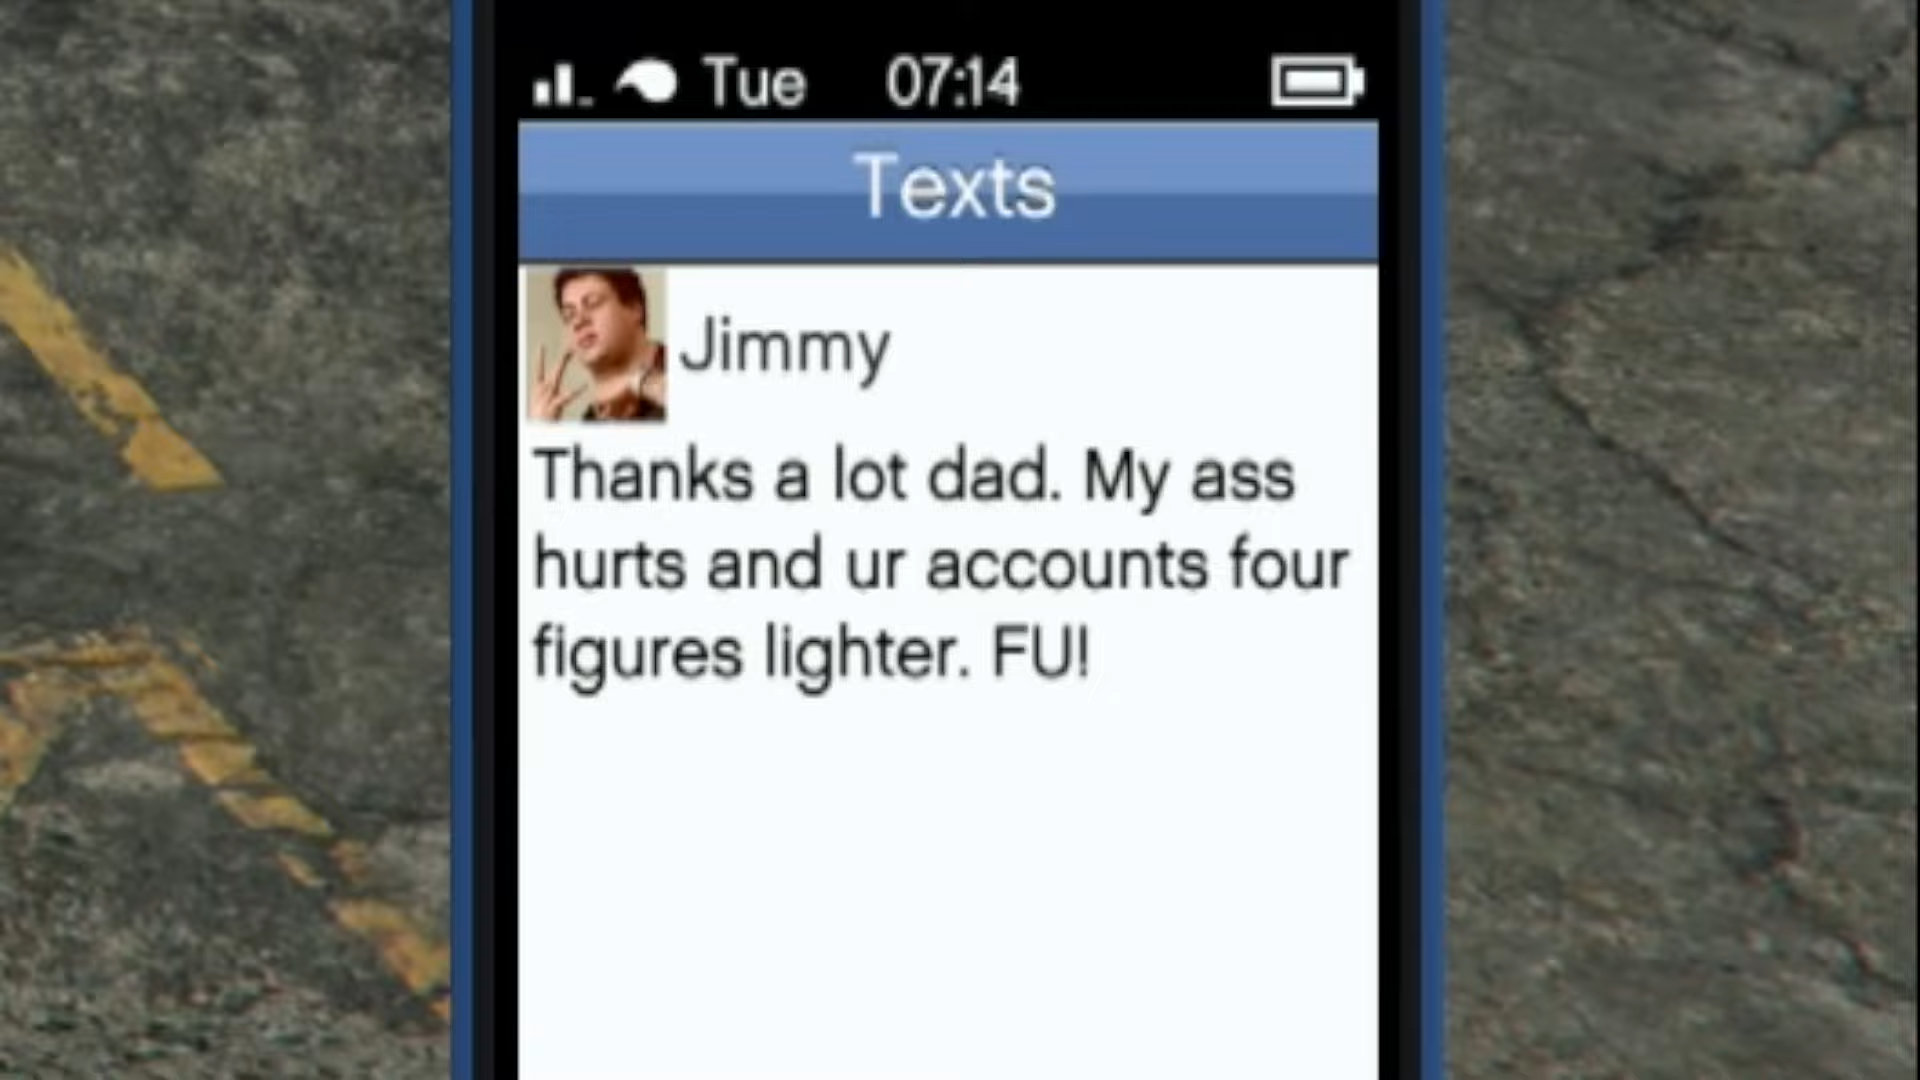 Tue 07:14
Texts
Jimmy
Thanks a lot dad. My ass
hurts and ur accounts four
figures lighter. FU!